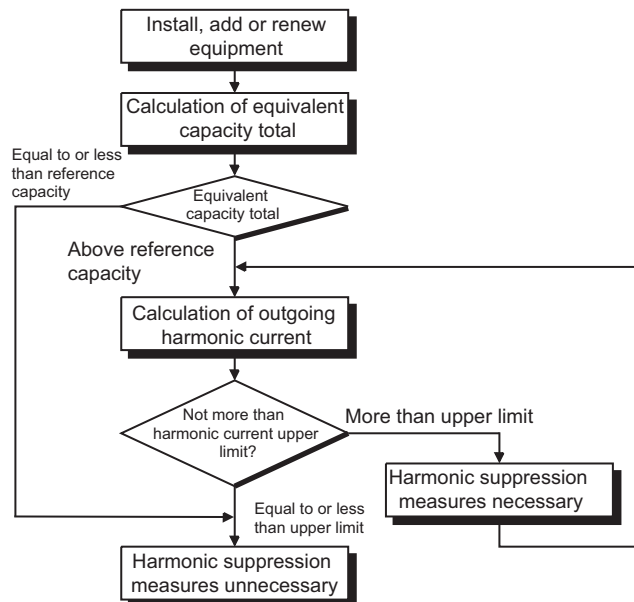 Install, add or renew
equipment
Calculation of equivalent
capacity total
Equal to or less
than reference
capacity
Equivalent
capacity total
Above reference
capacity
Calculation of outgoing
harmonic current
Not more than
harmonic current upper
limit?
More than upper limit
Harmonic suppression
measures necessary
Equal to or less
than upper limit
Harmonic suppression
measures unnecessary